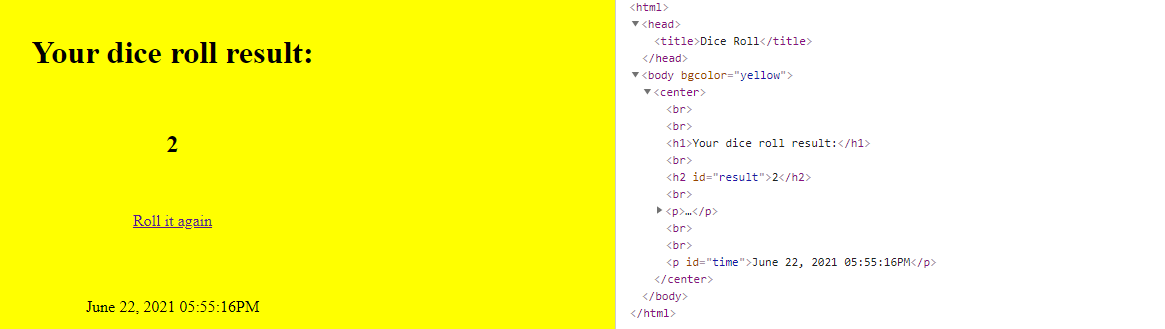 Your dice roll result:
2
Roll it again
June 22, 2021 05:55:16PM
<html>
<head>
<title>Dice Roll</title>
</head>
<body bgcolor="yellow">
<center>
<br>
<br>
<h1>Your dice roll result:</h1>
<br>
<h2 id="result">2</h2>
<br>
<p>…</p>
<br>
<br>
<p id="time">June 22, 2021 05:55:16PM</p>
</center>
</body>
</html>